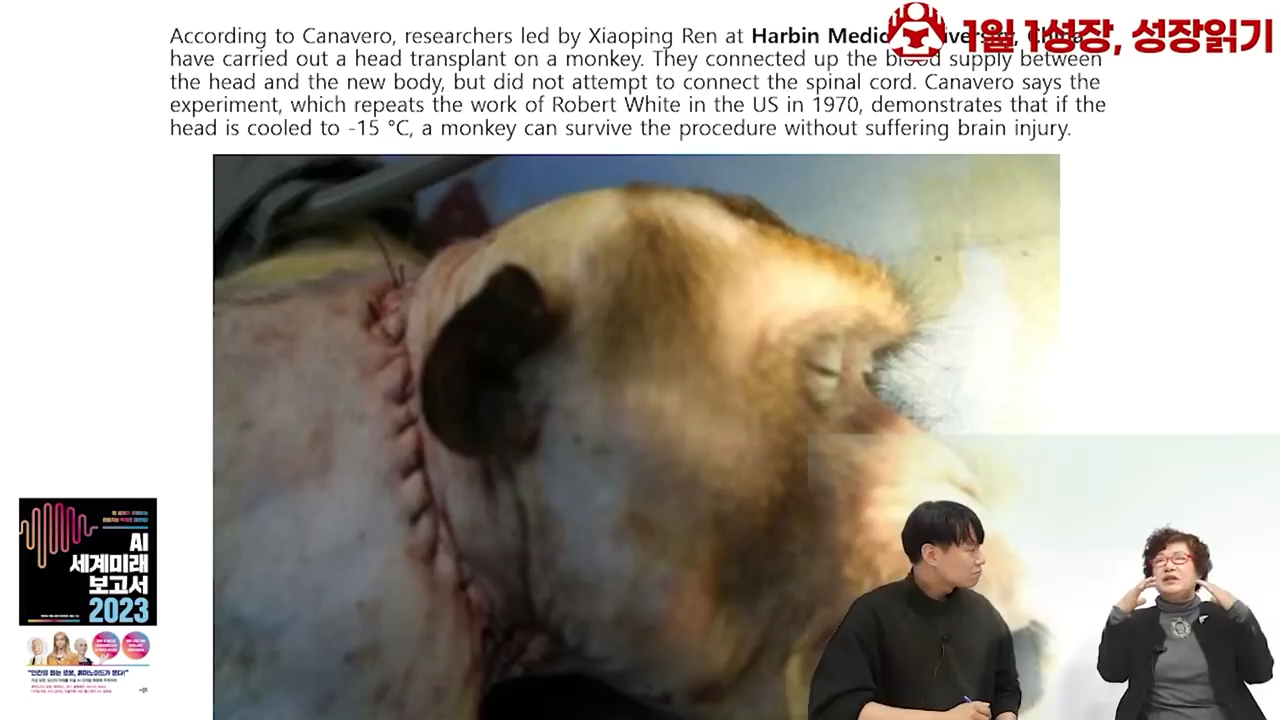 According to Canavero, researchers led by Xiaoping Ren at Harbin Medic
have carried out a head transplant on a monkey. They connected up the blood supply between
the head and the new body, but did not attempt to connect the spinal cord. Canavero says the
experiment, which repeats the work of Robert White in the US in 1970, demonstrates that if the
head is cooled to -15 °C, a monkey can survive the procedure without suffering brain injury.
1일 1성장, 성장읽기
AI
세계미래
보고서
2023